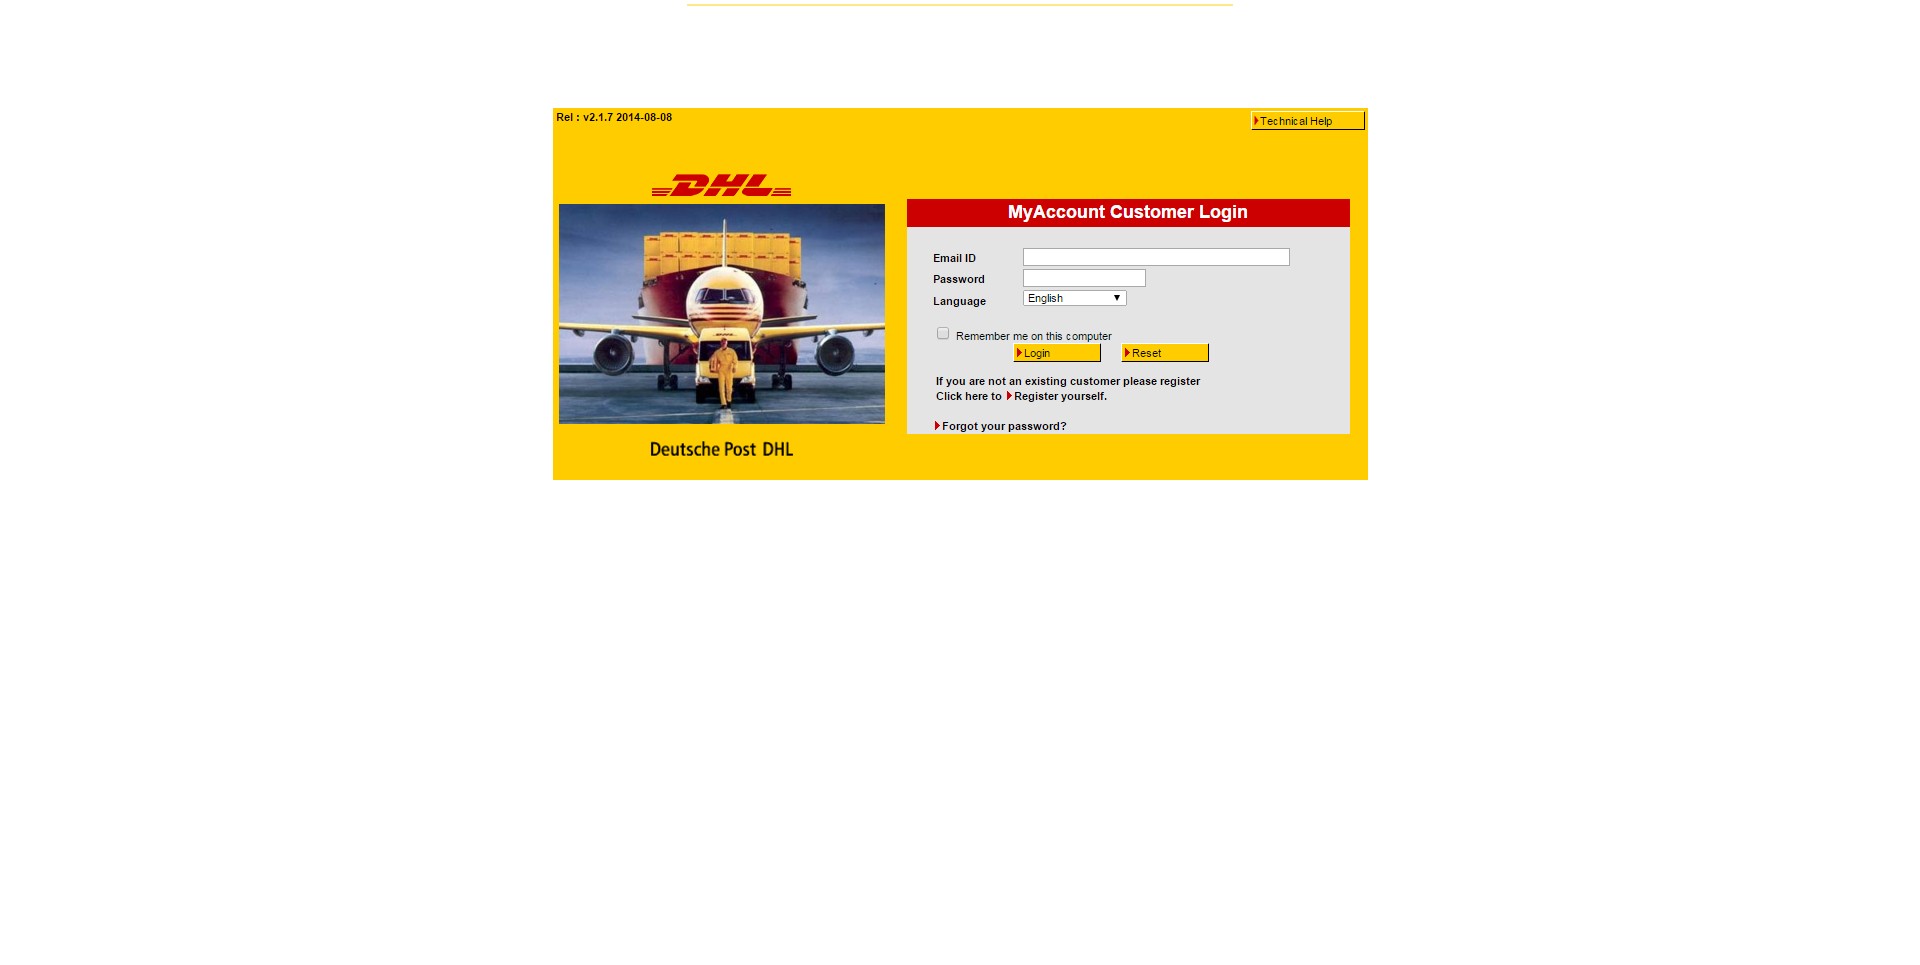 Rel : v2.1.7 2014-08-08
Technical Help
DHL
MyAccount Customer Login
Email ID
Password
Language English
Remember me on this computer
Login Reset
If you are not an existing customer please register
Click here to Register yourself.
Forgot your password?
Deutsche Post DHL